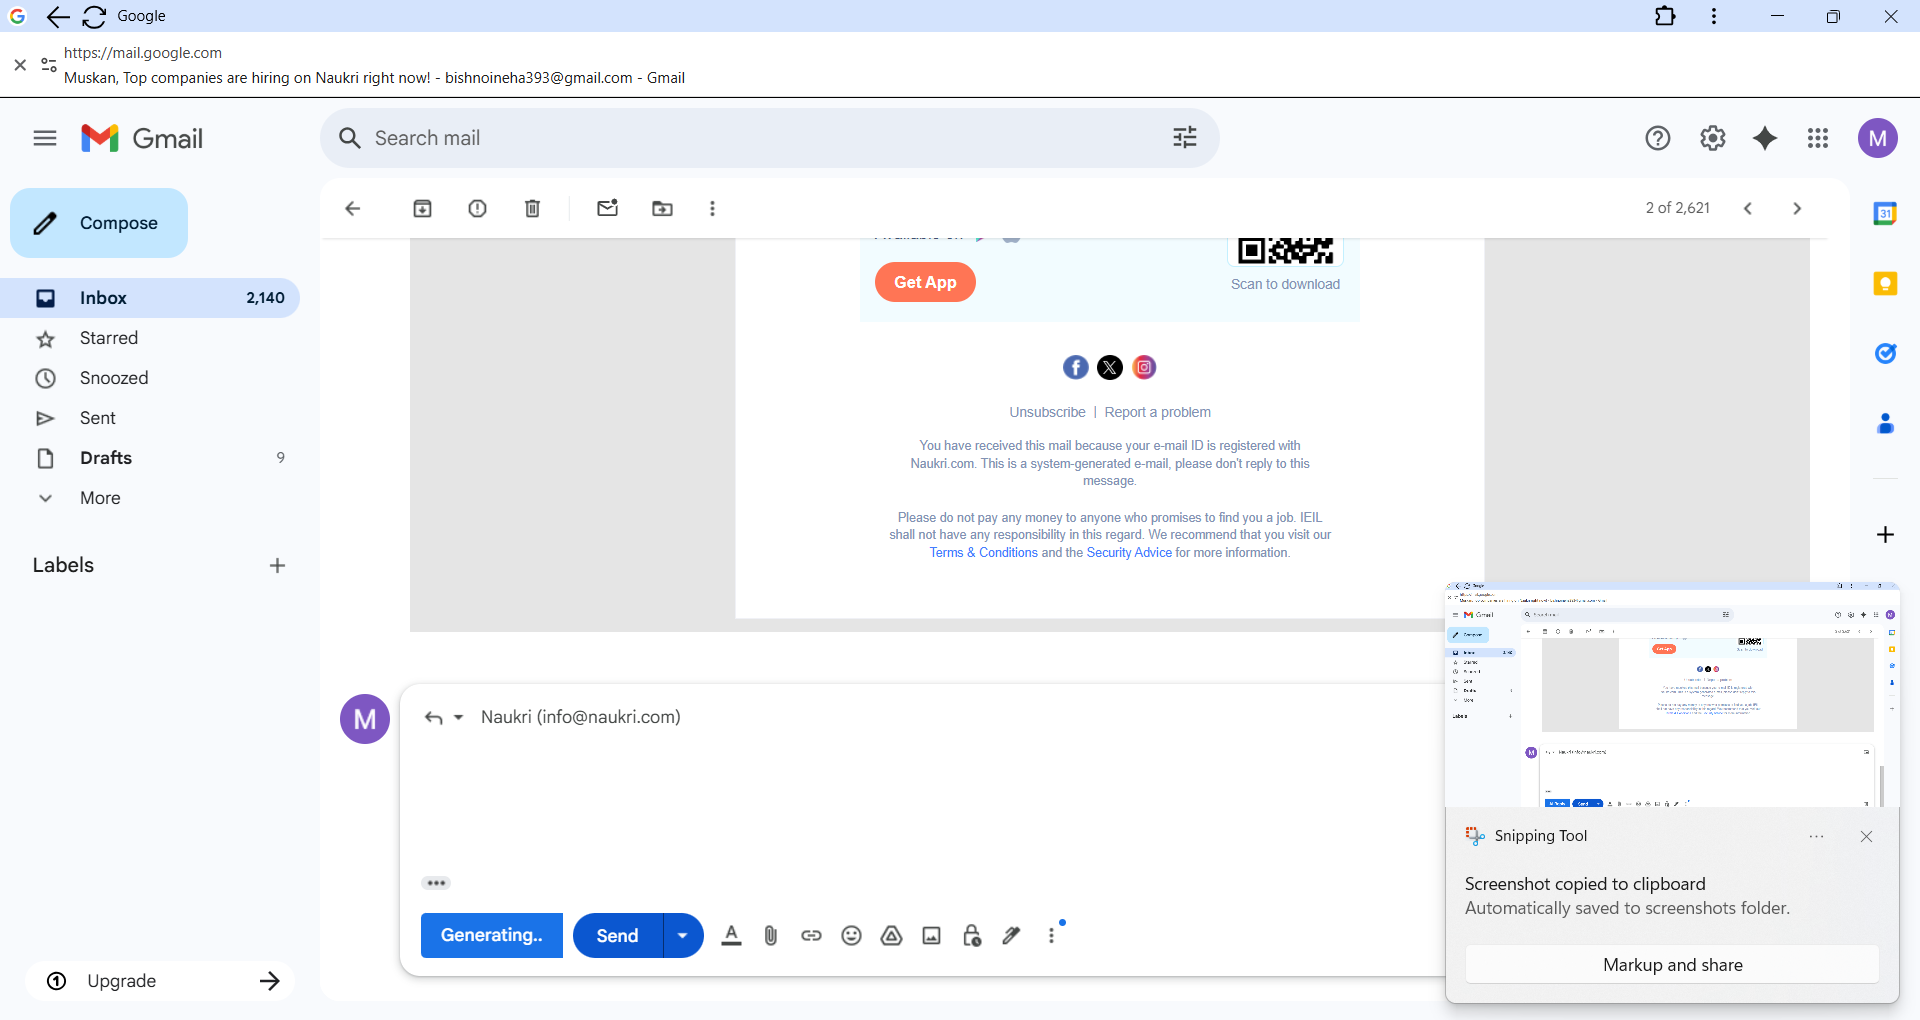 Google
https://mail.google.com
Muskan, Top companies are hiring on Naukri right now! - bishnoineha393@gmail.com - Gmail
Gmail
Search mail
M
Compose
2 of 2,621
31
Inbox 2,140
Starred
Snoozed
Sent
Drafts 9
More
Labels
Upgrade
Get App
Scan to download
Unsubscribe | Report a problem
You have received this mail because your e-mail ID is registered with
Naukri.com. This is a system-generated e-mail, please don't reply to this
message.
Please do not pay any money to anyone who promises to find you a job. IEIL
shall not have any responsibility in this regard. We recommend that you visit our
Terms & Conditions and the Security Advice for more information.
M
Naukri (info@naukri.com)
Generating..
Send
Snipping Tool
Screenshot copied to clipboard
Automatically saved to screenshots folder.
Markup and share